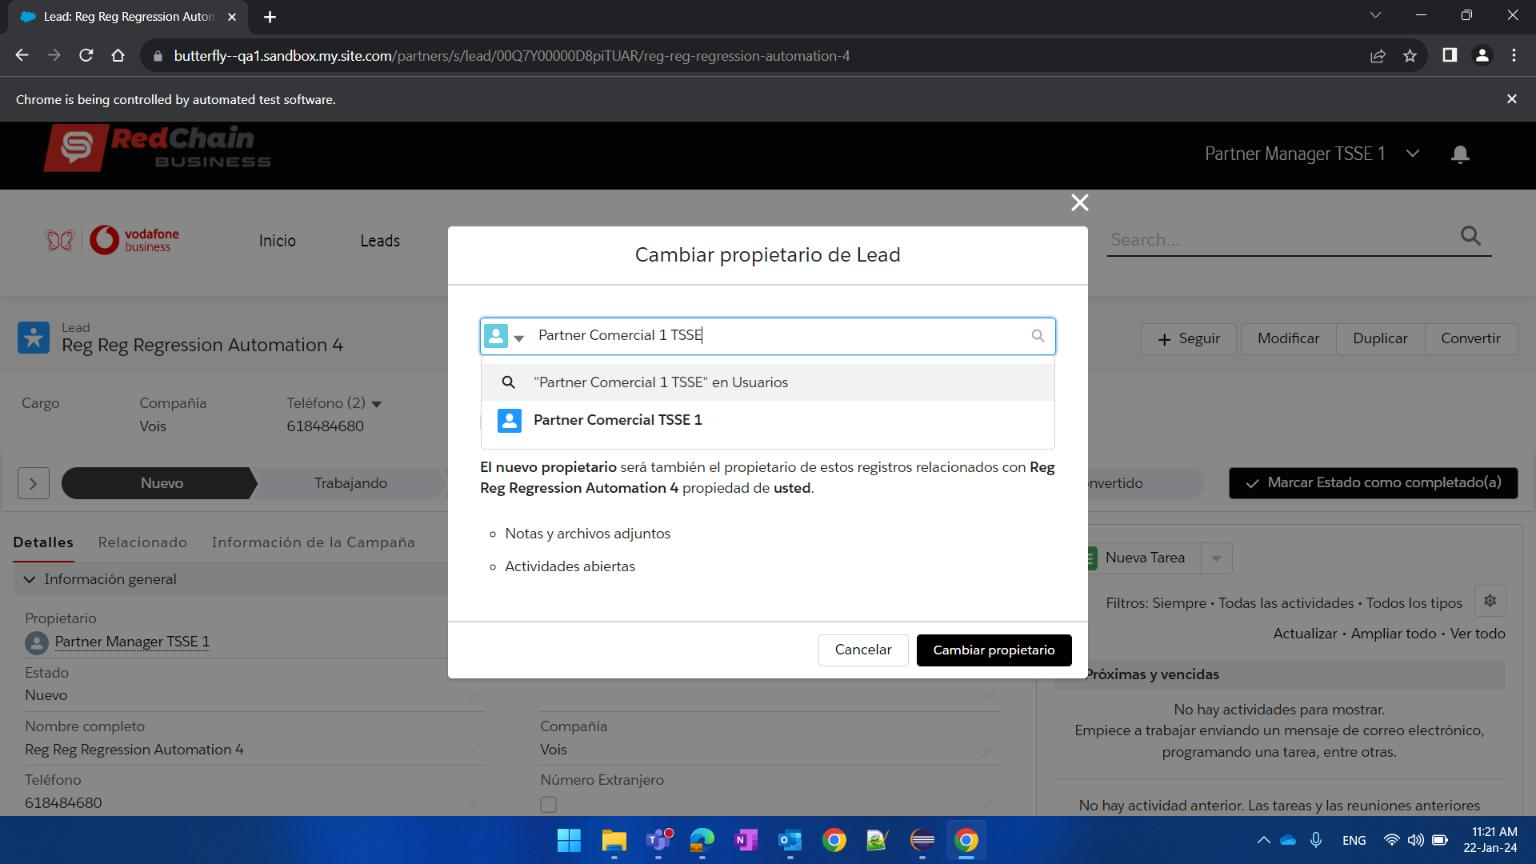 Lead: Reg Reg Regression Autom
butterfly--qa1.sandbox.my.site.com/partners/s/lead/00Q7Y00000D8piTUAR/reg-reg-regression-automation-4
Chrome is being controlled by automated test software.
RedChain
BUSINESS
Partner Manager TSSE 1
vodafone
business
Inicio
Leads
Search...
Cambiar propietario de Lead
Partner Comercial 1 TSSE
"Partner Comercial 1 TSSE" en Usuarios
Partner Comercial TSSE 1
El nuevo propietario será también el propietario de estos registros relacionados con Reg
Reg Regression Automation 4 propiedad de usted.
Notas y archivos adjuntos
Actividades abiertas
Cancelar
Cambiar propietario
Lead
Reg Reg Regression Automation 4
Seguir
Modificar
Duplicar
Convertir
Cargo
Compañía
Vois
Teléfono (2)
618484680
Nuevo
Trabajando
nvertido
Marcar Estado como completado(a)
Detalles
Relacionado
Información de la Campaña
Información general
Propietario
Partner Manager TSSE 1
Estado
Nuevo
Nombre completo
Reg Reg Regression Automation 4
Compañía
Vois
Teléfono
618484680
Número Extranjero
Nueva Tarea
Filtros: Siempre • Todas las actividades • Todos los tipos
Actualizar • Ampliar todo • Ver todo
Próximas y vencidas
No hay actividades para mostrar.
Empiece a trabajar enviando un mensaje de correo electrónico,
programando una tarea, entre otras.
No hay actividad anterior. Las tareas y las reuniones anteriores
ENG
11:21 AM
22-Jan-24